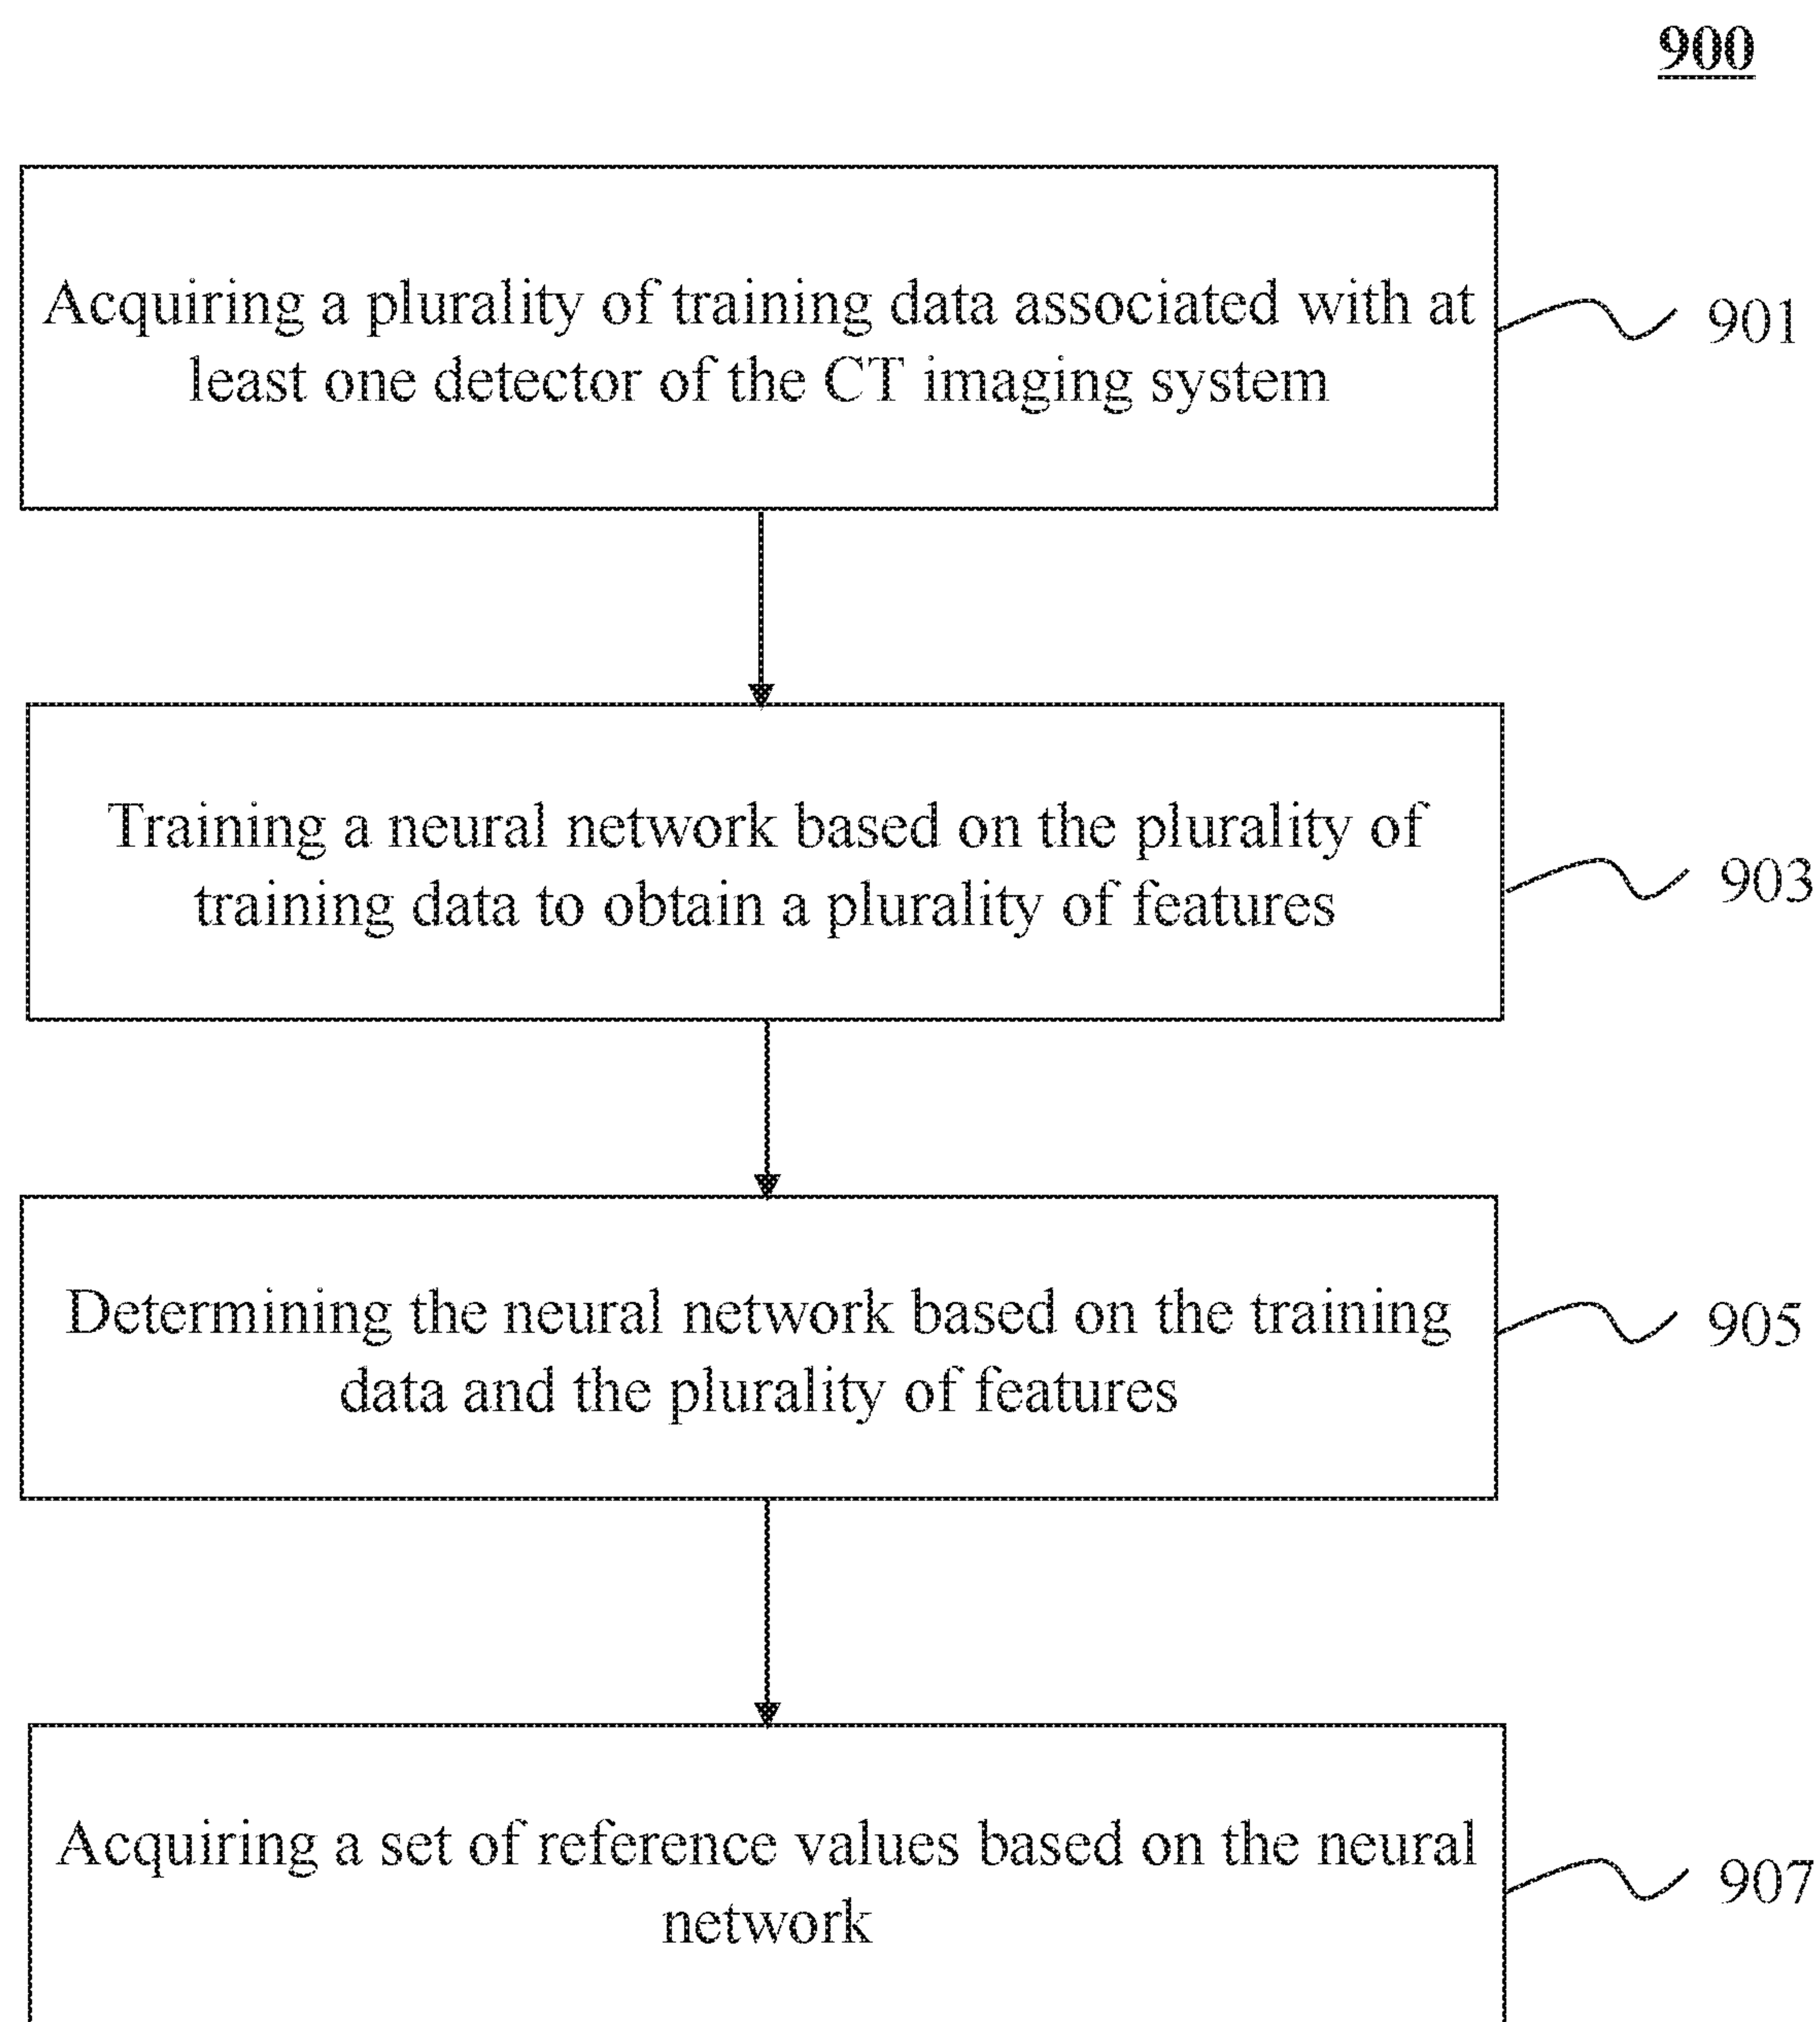 900
Acquiring a plurality of training data associated with at
least one detector of the CT imaging system
901
Training a neural network based on the plurality of
training data to obtain a plurality of features
903
Determining the neural network based on the training
data and the plurality of features
905
Acquiring a set of reference values based on the neural
network
907